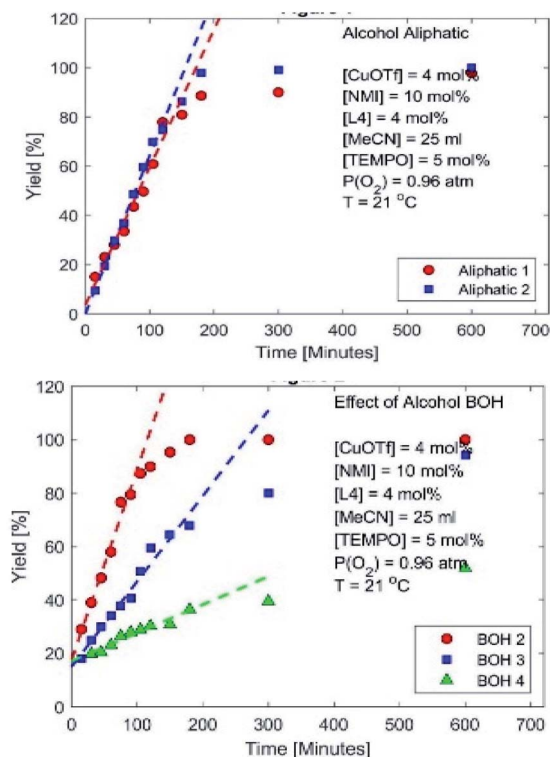 Alcohol Aliphatic
120
100
80
60
40
20
0
Yield [%]
[CuOTf] = 4 mol%
[NMI] = 10 mol%
[L4] = 4 mol%
[MeCN] = 25 ml
[TEMPO] = 5 mol%
P(O₂) = 0.96 atm
T = 21 °C
Aliphatic 1
Aliphatic 2
0 100 200 300 400 500 600 700
Time [Minutes]
Effect of Alcohol BOH
120
100
80
60
40
20
0
Yield [%]
[CuOTf] = 4 mol%
[NMI] = 10 mol%
[L4] = 4 mol%
[MeCN] = 25 ml
[TEMPO] = 5 mol%
P(O₂) = 0.96 atm
T = 21 °C
BOH 2
BOH 3
BOH 4
0 100 200 300 400 500 600 700
Time [Minutes]